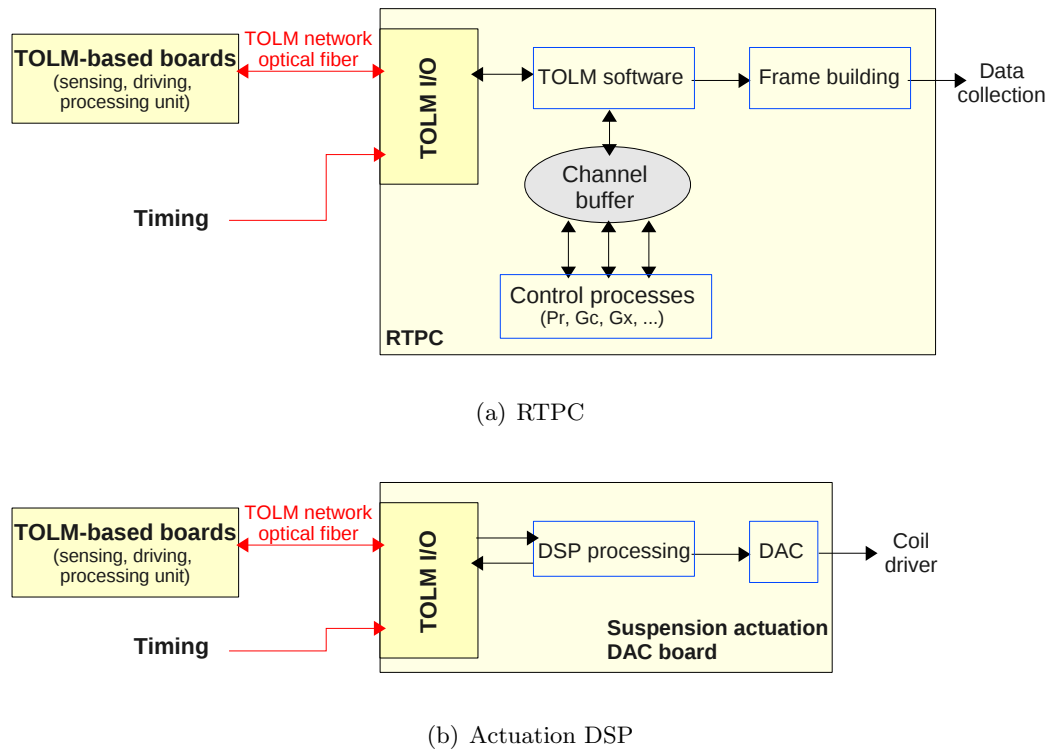 TOLM-based boards
(sensing, driving,
processing unit)
TOLM network
optical fiber
TOLM I/O
TOLM software
Frame building
Data
collection
Channel
buffer
Timing
Control processes
(Pr, Gc, Gx, ...)
RTPC
(a) RTPC
TOLM-based boards
(sensing, driving,
processing unit)
TOLM network
optical fiber
TOLM I/O
DSP processing
DAC
Coil
driver
Timing
Suspension actuation
DAC board
(b) Actuation DSP